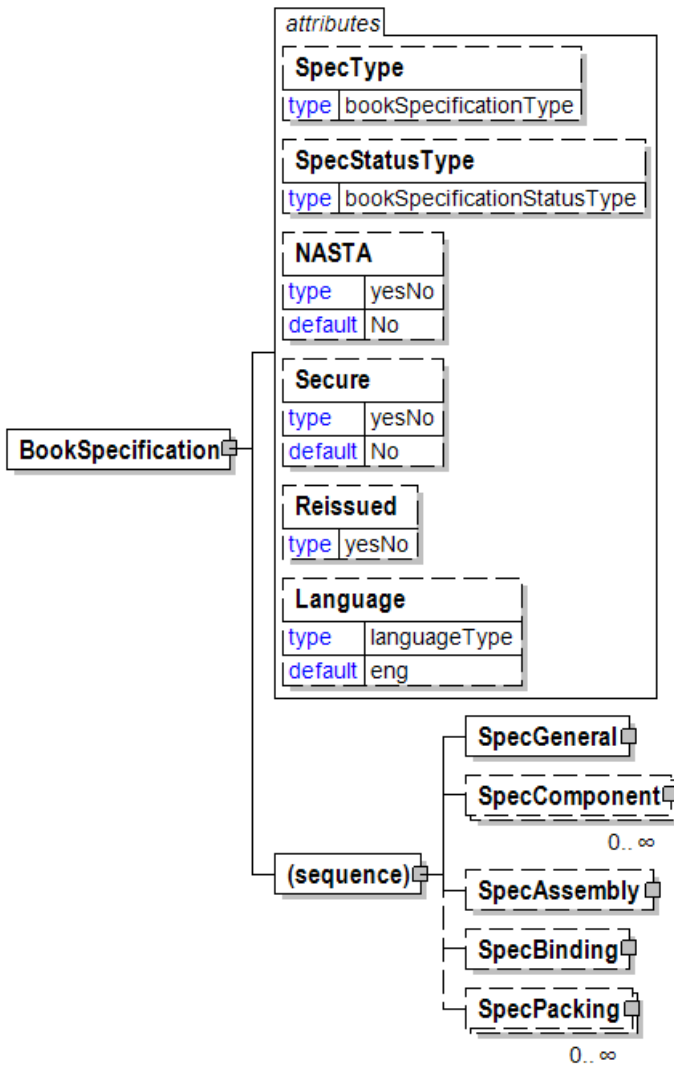 attributes
SpecType
type bookSpecificationType
SpecStatusType
type bookSpecificationStatusType
NASTA
type yesNo
default No
Secure
type yesNo
default No
Reissued
type yesNo
Language
type languageType
default eng
BookSpecification
(sequence)
SpecGeneral
SpecComponent
0.. ∞
SpecAssembly
SpecBinding
SpecPacking
0.. ∞